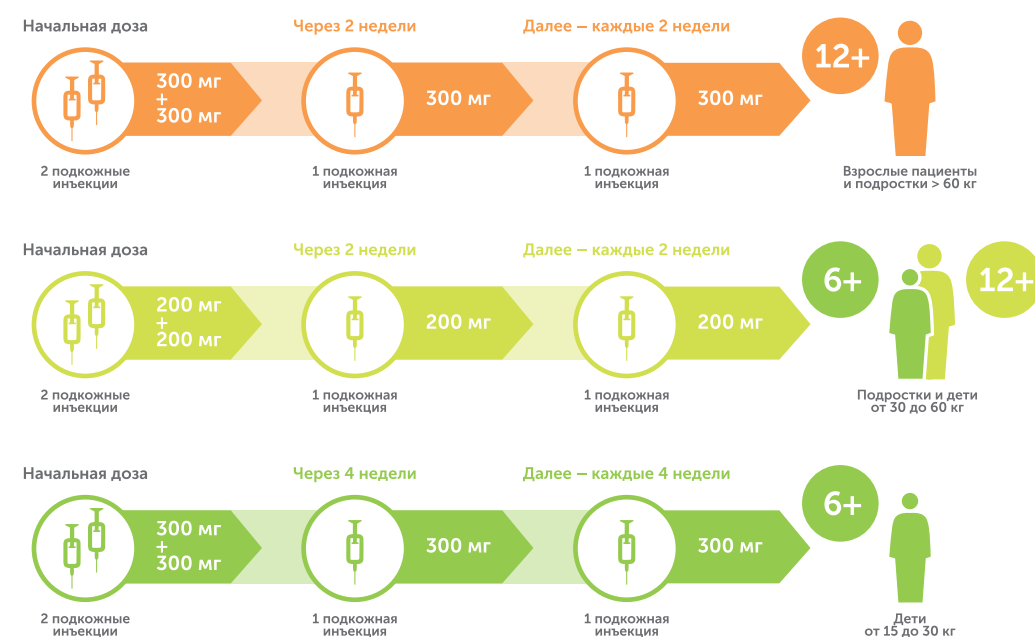 Начальная доза
Через 2 недели
Далее – каждые 2 недели
12+
300 мг
+
300 мг
300 мг
300 мг
2 подкожные
инъекции
1 подкожная
инъекция
1 подкожная
инъекция
Взрослые пациенты
и подростки > 60 кг
Начальная доза
Через 2 недели
Далее – каждые 2 недели
6+
12+
200 мг
+
200 мг
200 мг
200 мг
2 подкожные
инъекции
1 подкожная
инъекция
1 подкожная
инъекция
Подростки и дети
от 30 до 60 кг
Начальная доза
Через 4 недели
Далее – каждые 4 недели
6+
300 мг
+
300 мг
300 мг
300 мг
2 подкожные
инъекции
1 подкожная
инъекция
1 подкожная
инъекция
Дети
от 15 до 30 кг